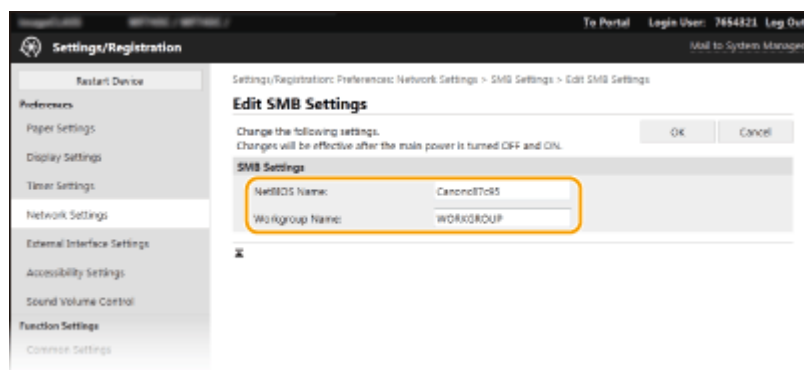 To Portal Login User: 7654321 Log Out
Settings/Registration
Mail to System Manager
Restart Device
Settings/Registration: Preferences: Network Settings > SMB Settings > Edit SMB Settings
Preferences
Edit SMB Settings
Paper Settings
Change the following settings.
Changes will be effective after the main power is turned OFF and ON.
OK
Cancel
Display Settings
SMB Settings
Timer Settings
NetBIOS Name:
Network Settings
Workgroup Name:
WORKGROUP
External Interface Settings
Accessibility Settings
Sound Volume Control
Function Settings
Common Settings